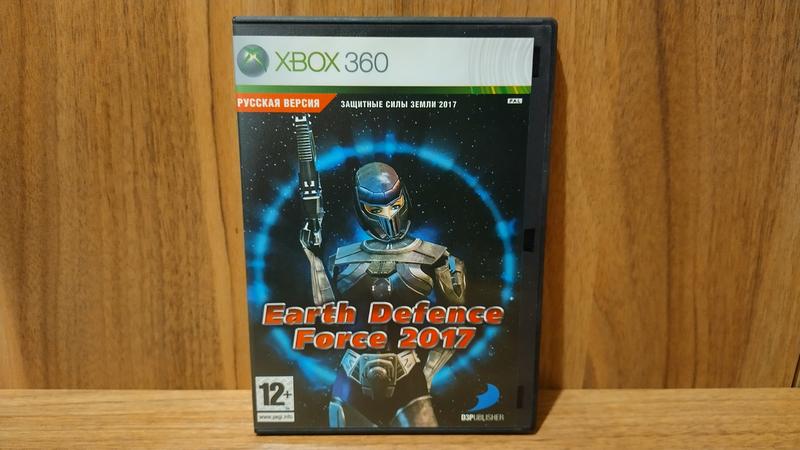 XBOX 360
РУССКАЯ ВЕРСИЯ
ЗАЩИТНЫЕ СИЛЫ ЗЕМЛИ 2017
PAL
Earth Defence
Force 2017
12+
www.pegi.info
D3PUBLISHER